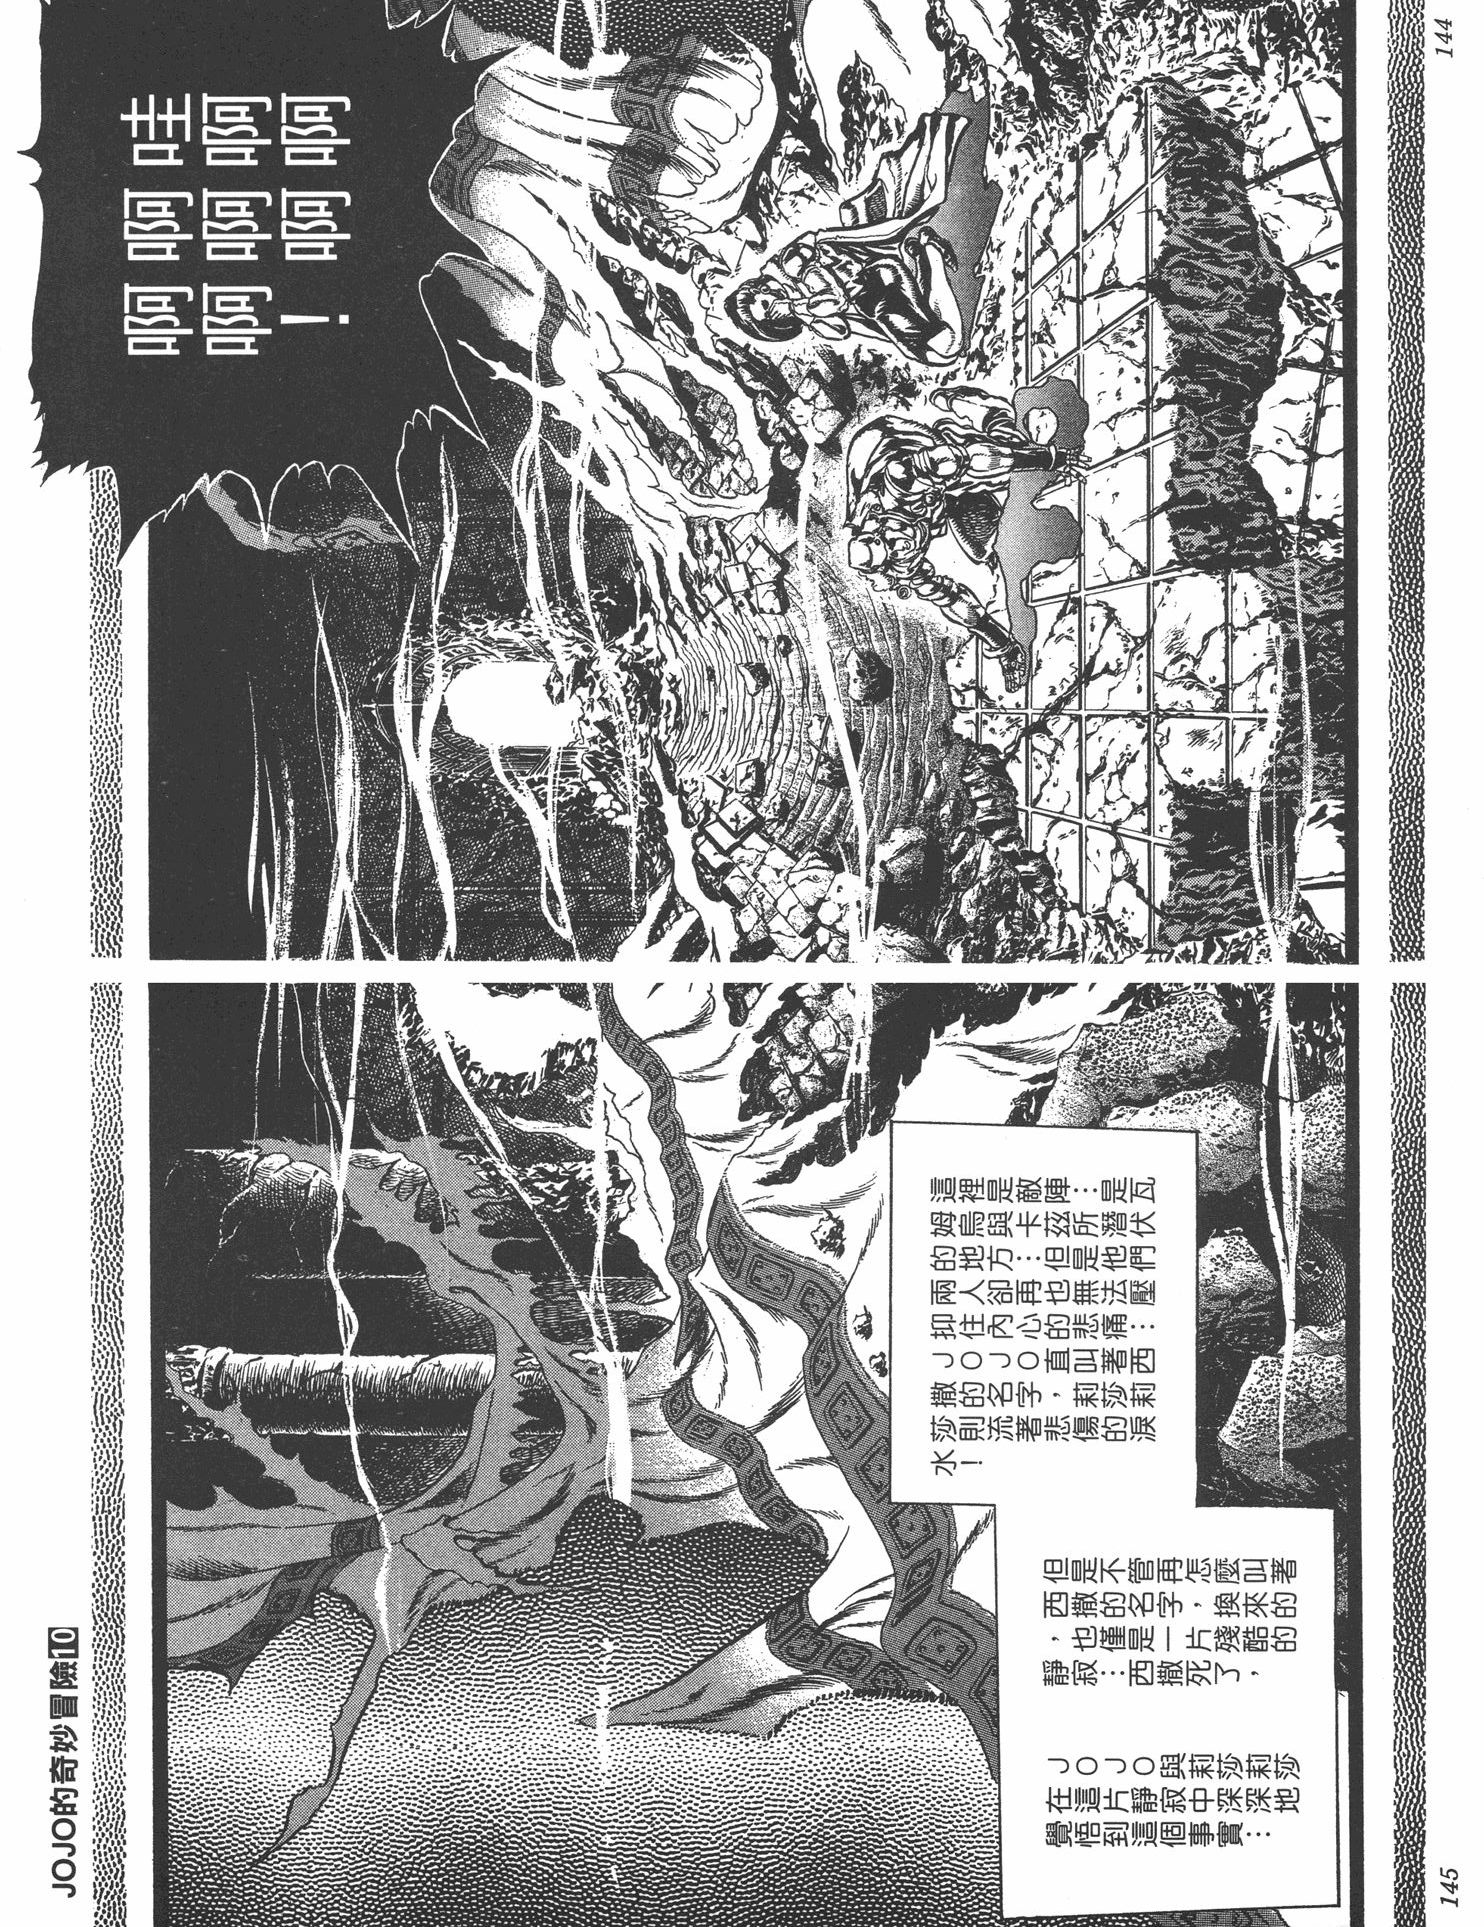 144
哇啊啊
啊啊啊
啊啊！
這裡是敵陣…是瓦
姆烏與卡茲所潛伏
的地方…但是他們
兩人卻再也無法壓
抑住內心的悲痛…
JOJO直叫著西
撒的名字，莉莎莉
莎則流著悲傷的淚
水！
但是不管再怎麼叫著
西撒的名字，換來的
，也僅是一片殘酷的
靜寂…西撒死了，
JOJO與莉莎莉莎
在這片靜寂中深深地
覺悟到這個事實…
JOJO的奇妙冒險10
145